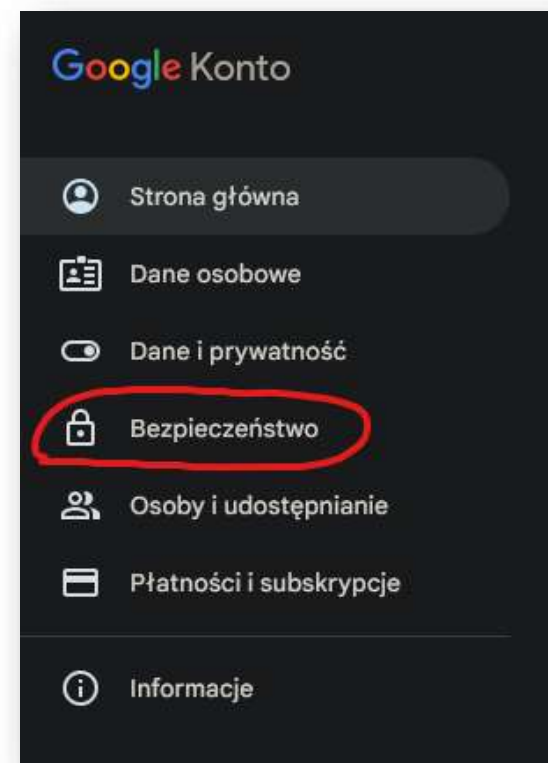 Google Konto
Strona główna
Dane osobowe
Dane i prywatność
Bezpieczeństwo
Osoby i udostępnianie
Płatności i subskrypcje
Informacje